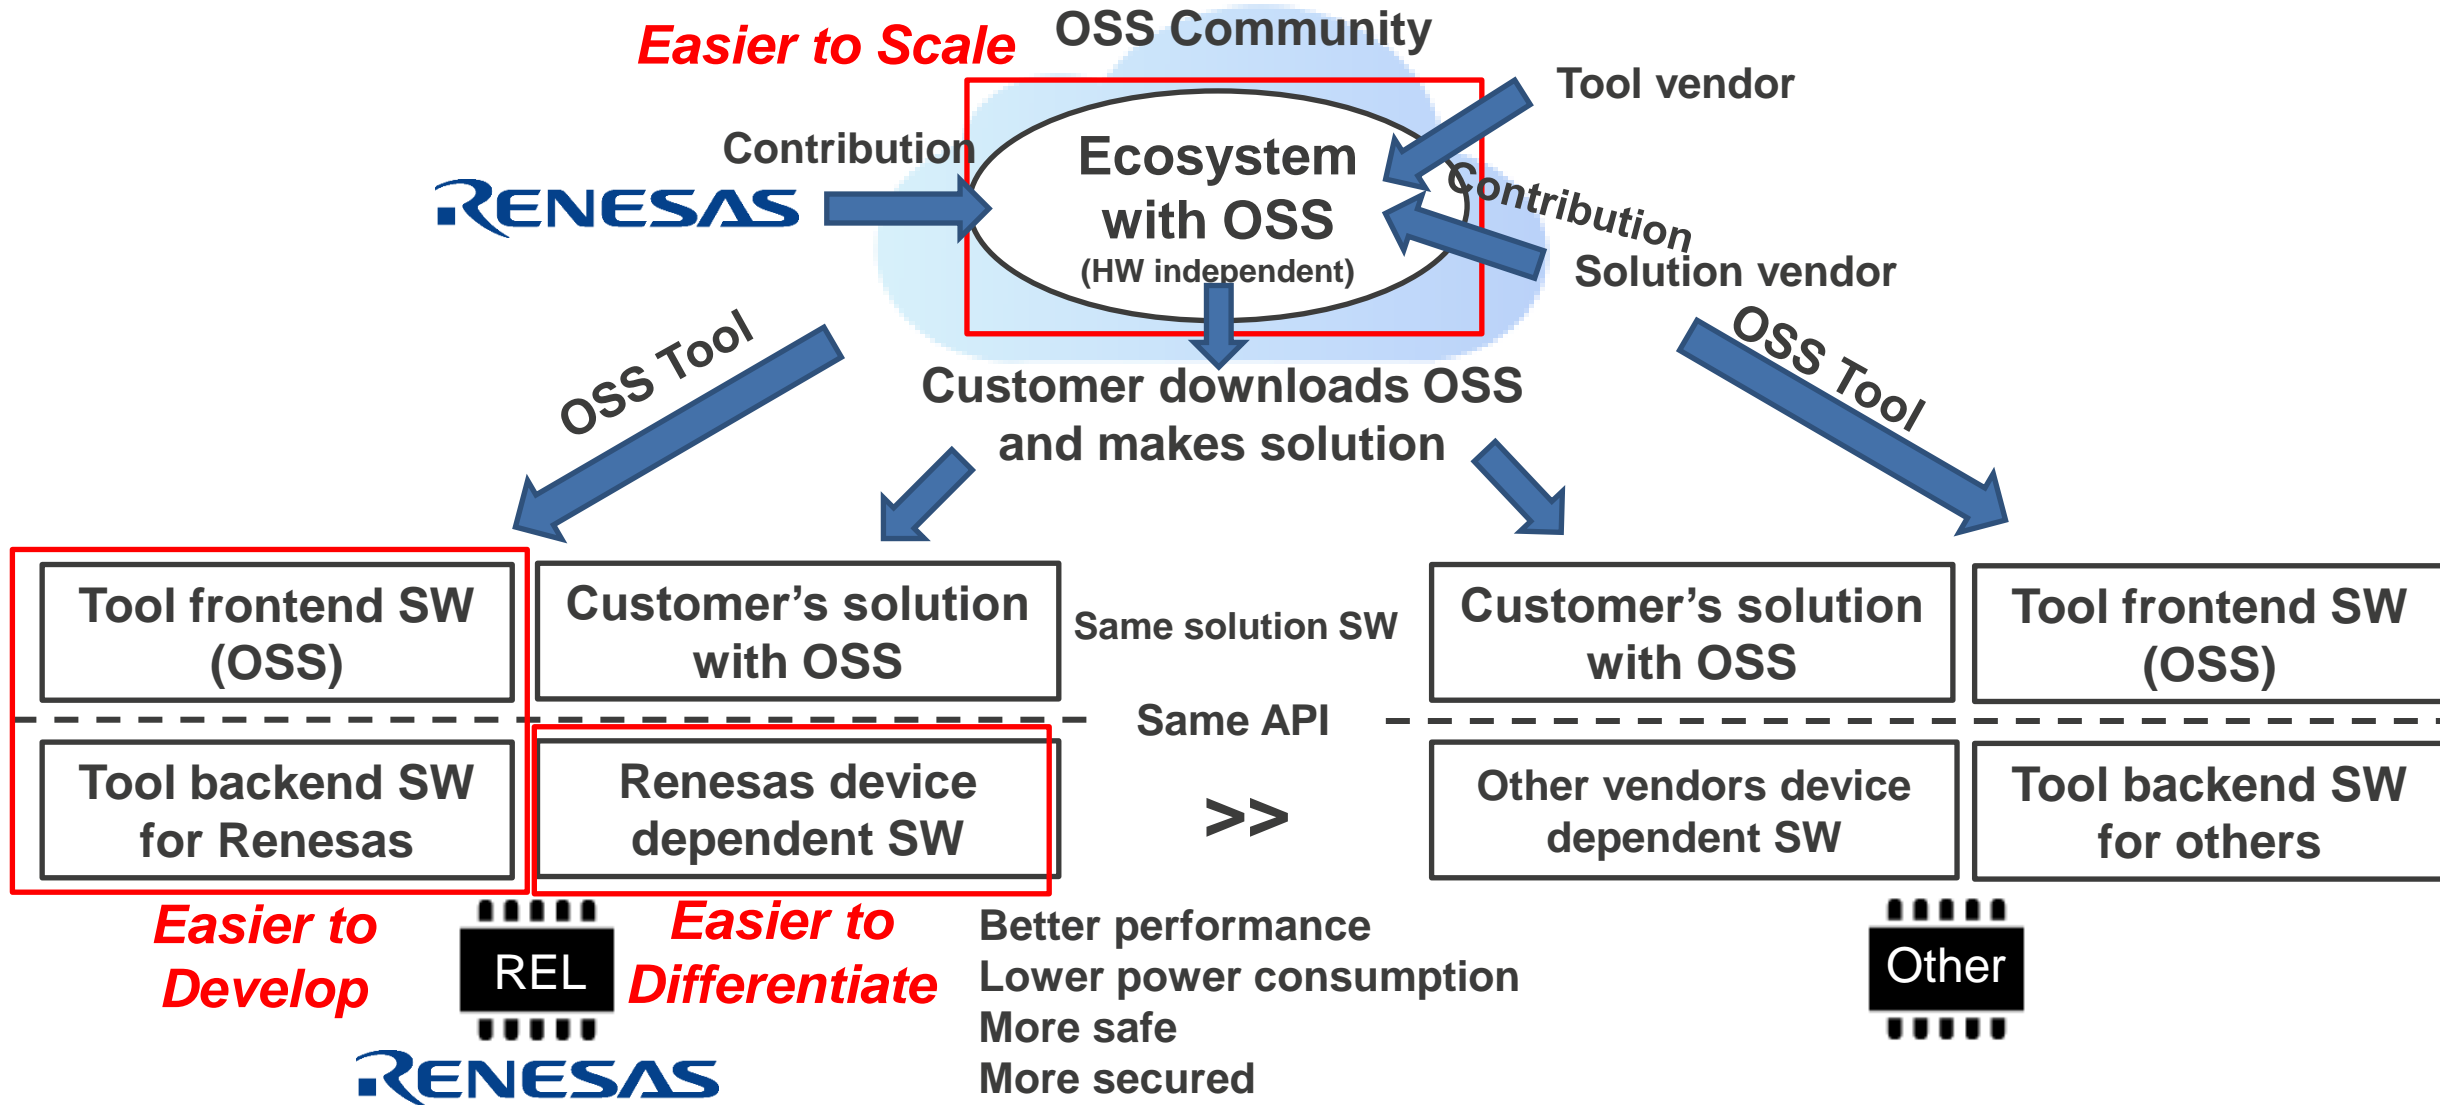 OSS Community
Easier to Scale
Tool vendor
Contribution
Ecosystem
with OSS
(HW independent)
RENESAS
Contribution
Solution vendor
OSS Tool
OSS Tool
Customer downloads OSS
and makes solution
Tool frontend SW
(OSS)
Customer’s solution
with OSS
Same solution SW
Customer’s solution
with OSS
Tool frontend SW
(OSS)
Same API
Tool backend SW
for Renesas
Renesas device
dependent SW
>>
Other vendors device
dependent SW
Tool backend SW
for others
Easier to
Develop
REL
Easier to
Differentiate
Better performance
Lower power consumption
More safe
More secured
Other
RENESAS